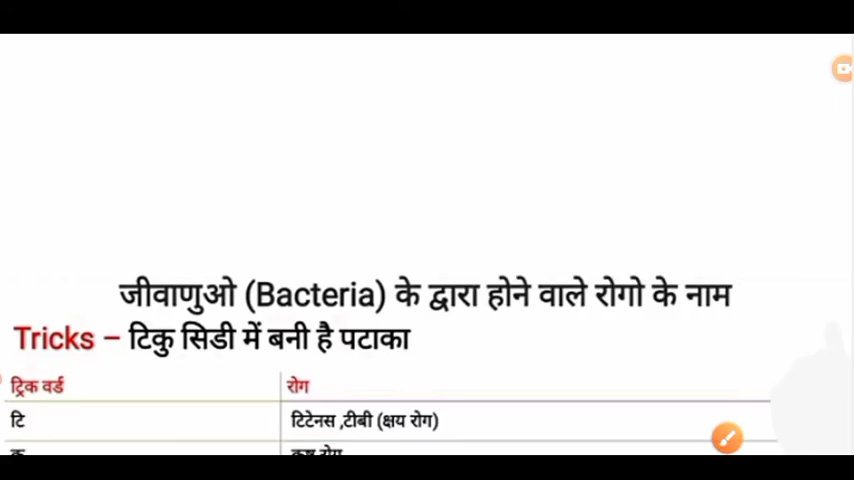 जीवाणुओ (Bacteria) के द्वारा होने वाले रोगो के नाम
Tricks – टिकु सिडी में बनी है पटाका
ट्रिक वर्ड रोग
टि टिटेनस ,टीबी (क्षय रोग)